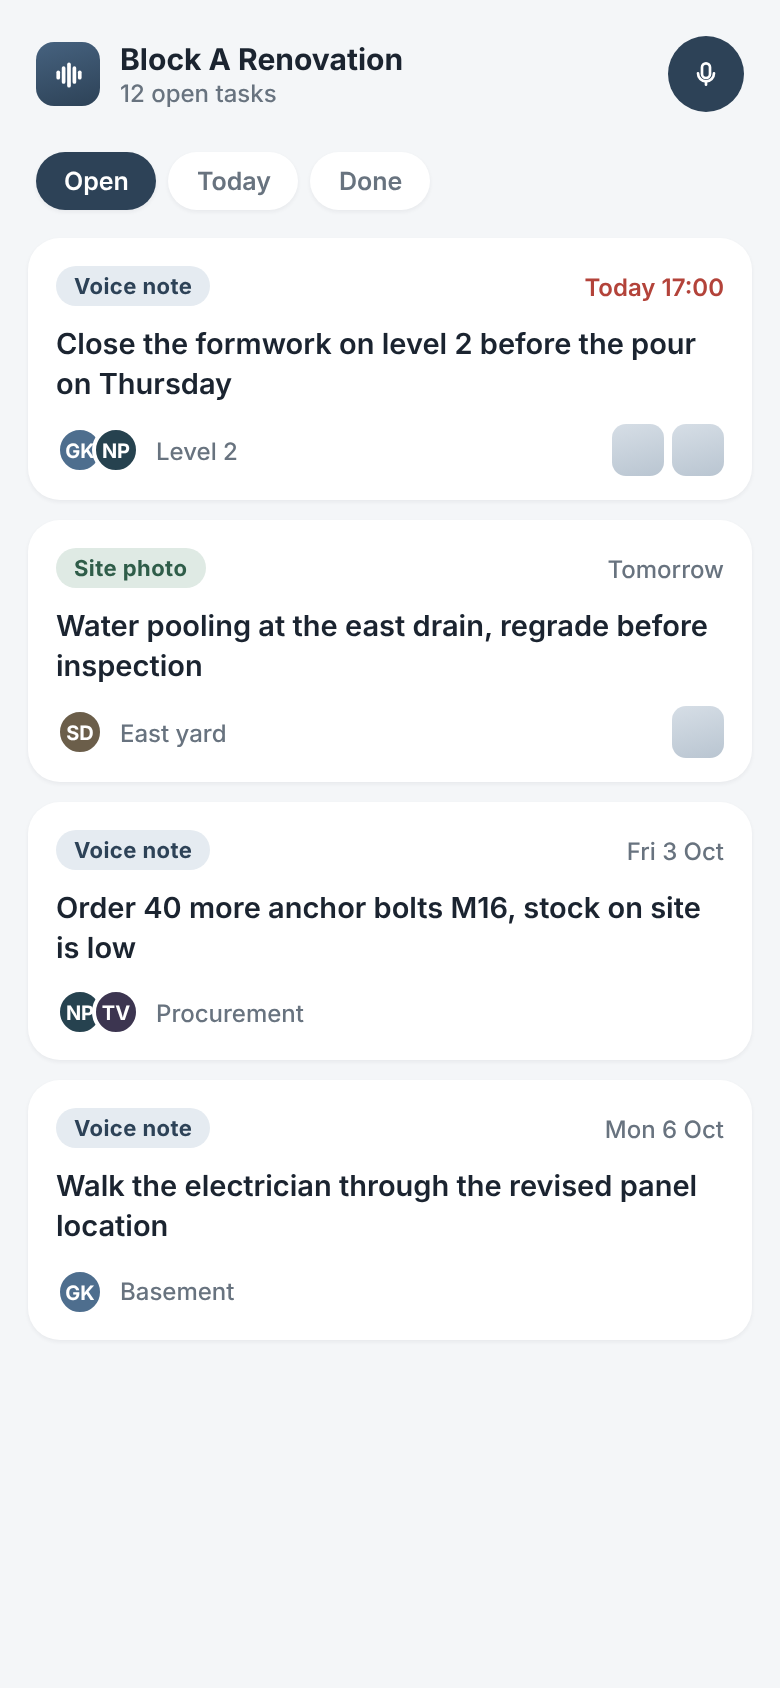 Block A Renovation
12 open tasks
Open
Today
Done
Voice note
Today 17:00
Close the formwork on level 2 before the pour
on Thursday
GK
NP
Level 2
Site photo
Tomorrow
Water pooling at the east drain, regrade before
inspection
SD
East yard
Voice note
Fri 3 Oct
Order 40 more anchor bolts M16, stock on site
is low
NP
TV
Procurement
Voice note
Mon 6 Oct
Walk the electrician through the revised panel
location
GK
Basement